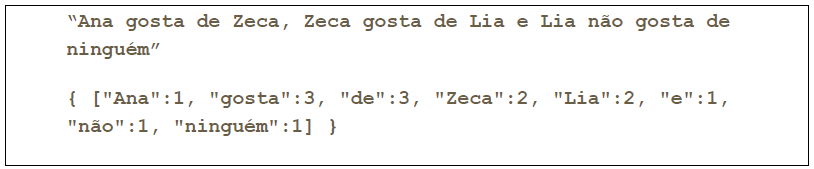 “Ana gosta de Zeca, Zeca gosta de Lia e Lia não gosta de
ninguém”
{ ["Ana":1, "gosta":3, "de":3, "Zeca":2, "Lia":2, "e":1,
"não":1, "ninguém":1] }